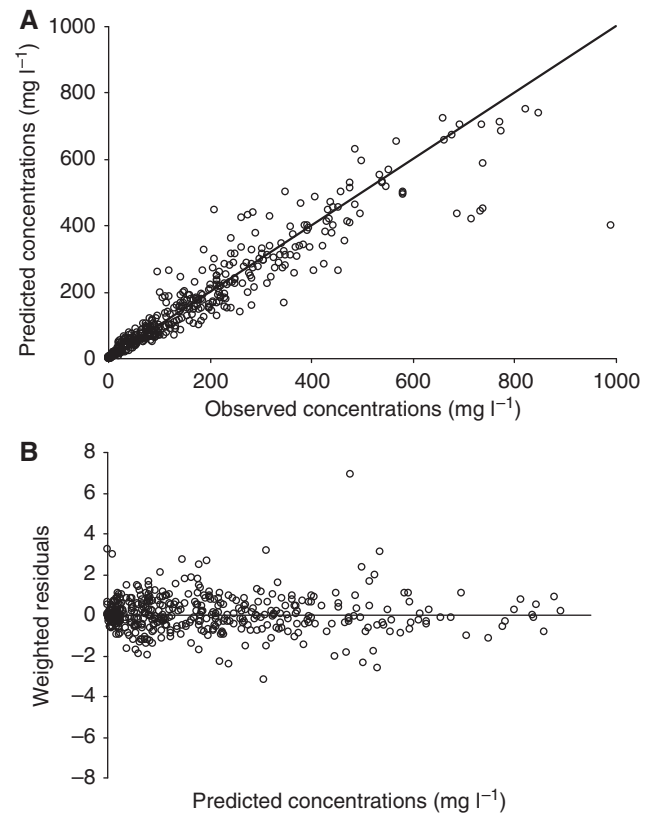 A
1000
800
600
400
200
0
Predicted concentrations (mg l⁻¹)
0 200 400 600 800 1000
Observed concentrations (mg l⁻¹)
B
8
6
4
2
0
–2
–4
–6
–8
Weighted residuals
Predicted concentrations (mg l⁻¹)